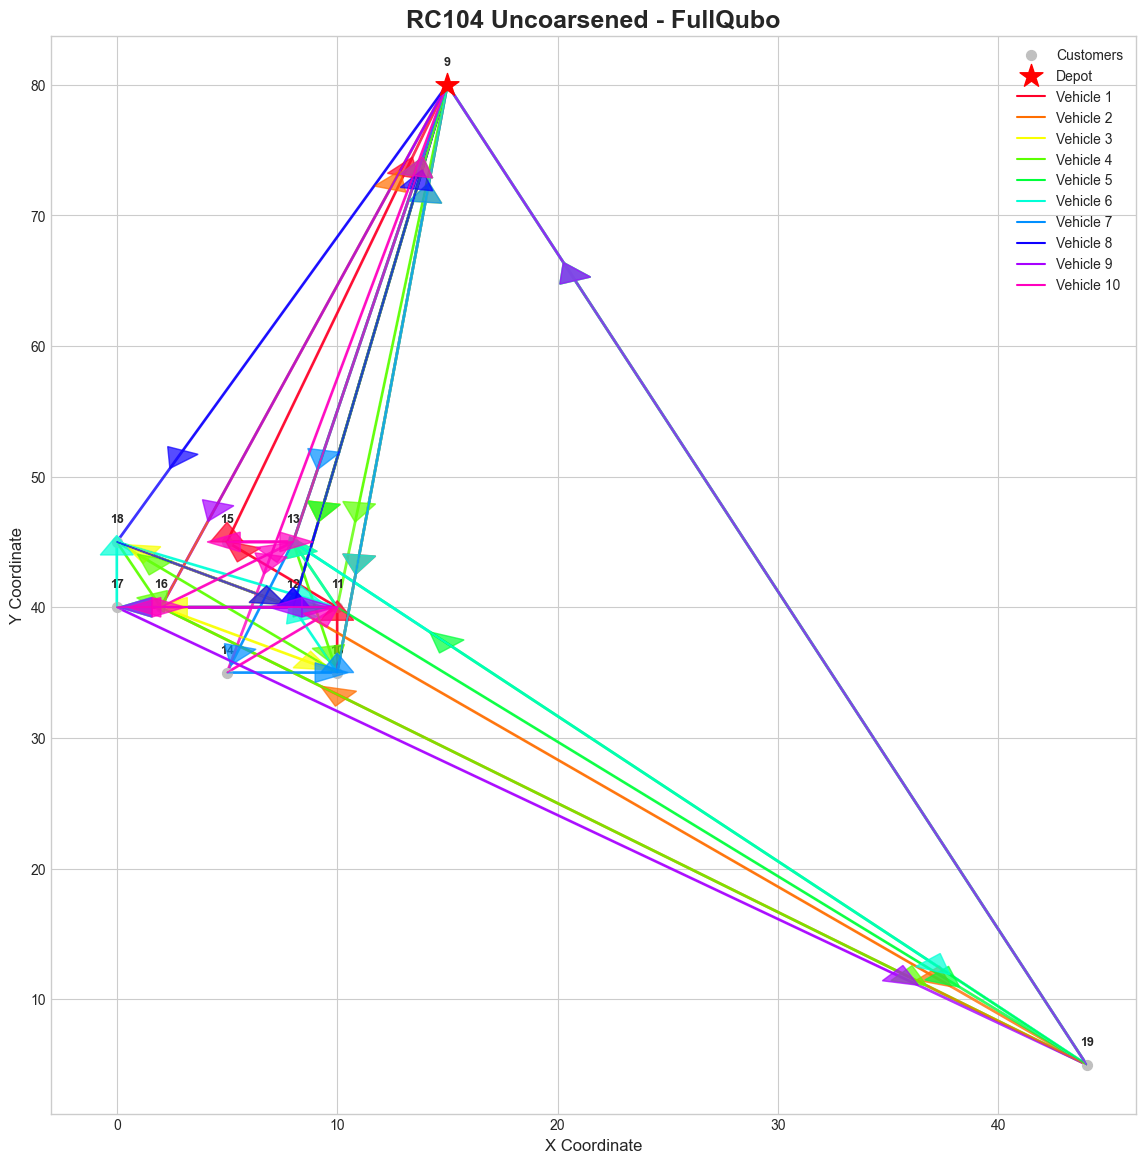 RC104 Uncoarsened - FullQubo
Customers
Depot
Vehicle 1
Vehicle 2
Vehicle 3
Vehicle 4
Vehicle 5
Vehicle 6
Vehicle 7
Vehicle 8
Vehicle 9
Vehicle 10
9
80
70
60
50
40
30
20
10
18
15
13
17
16
12
11
14
19
0
10
20
30
40
X Coordinate
Y Coordinate